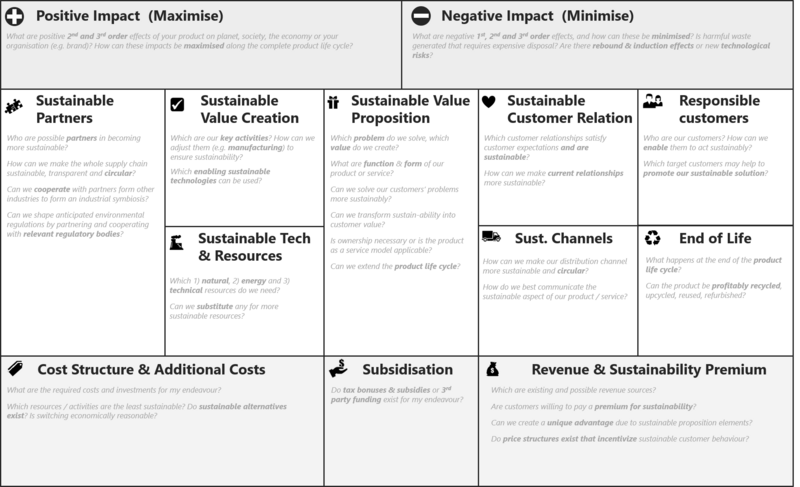 Positive Impact (Maximise)
What are positive 2nd and 3rd order effects of your product on planet, society, the economy or your
organisation (e.g. brand)? How can these impacts be maximised along the complete product life cycle?
Negative Impact (Minimise)
What are negative 1st, 2nd and 3rd order effects, and how can these be minimised? Is harmful waste
generated that requires expensive disposal? Are there rebound & induction effects or new technological
risks?
Sustainable
Partners
Who are possible partners in becoming
more sustainable?
How can we make the whole supply chain
sustainable, transparent and circular?
Can we cooperate with partners form other
industries to form an industrial symbiosis?
Can we shape anticipated environmental
regulations by partnering and cooperating
with relevant regulatory bodies?
Sustainable
Value Creation
Which are our key activities? How can we
adjust them (e.g. manufacturing) to
ensure sustainability?
Which enabling sustainable
technologies can be used?
Sustainable Tech
& Resources
Which 1) natural, 2) energy and 3)
technical resources do we need?
Can we substitute any for more
sustainable resources?
Sustainable Value
Proposition
Which problem do we solve, which
value do we create?
What are function & form of our
product or service?
Can we solve our customers' problems
more sustainably?
Can we transform sustain-ability into
customer value?
Is ownership necessary or is the product
as a service model applicable?
Can we extend the product life cycle?
Sustainable
Customer Relation
Which customer relationships satisfy
customer expectations and are
sustainable?
How can we make current relationships
more sustainable?
Sust. Channels
How can we make our distribution channel
more sustainable and circular?
How do we best communicate the
sustainable aspect of our product / service?
Responsible
customers
Who are our customers? How can we
enable them to act sustainably?
Which target customers may help to
promote our sustainable solution?
End of Life
What happens at the end of the product
life cycle?
Can the product be profitably recycled,
upcycled, reused, refurbished?
Cost Structure & Additional Costs
What are the required costs and investments for my endeavour?
Which resources / activities are the least sustainable? Do sustainable alternatives
exist? Is switching economically reasonable?
Subsidisation
Do tax bonuses & subsidies or 3rd
party funding exist for my endeavour?
Revenue & Sustainability Premium
Which are existing and possible revenue sources?
Are customers willing to pay a premium for sustainability?
Can we create a unique advantage due to sustainable proposition elements?
Do price structures exist that incentivize sustainable customer behaviour?